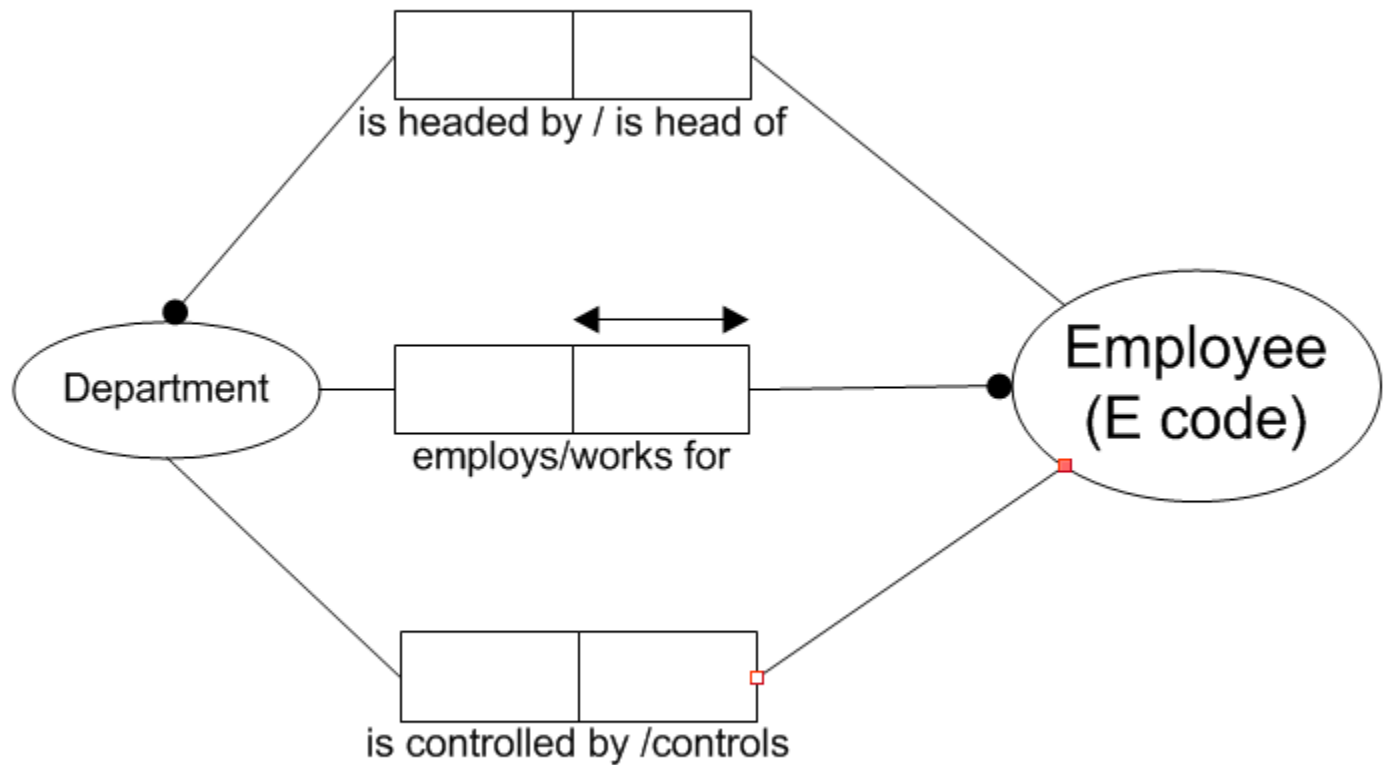 is headed by / is head of
Department
Employee
(E code)
employs/works for
is controlled by /controls